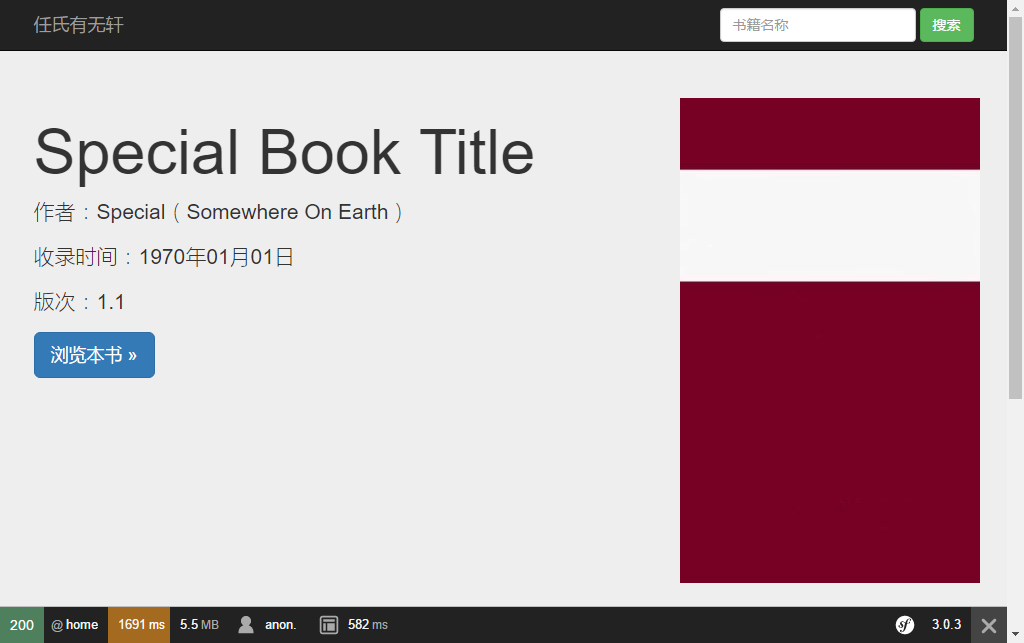 任氏有无轩
书籍名称 搜索
Special Book Title
作者：Special（Somewhere On Earth）
收录时间：1970年01月01日
版次：1.1
浏览本书 »
200 @ home 1691 ms 5.5 MB anon. 582 ms sf 3.0.3